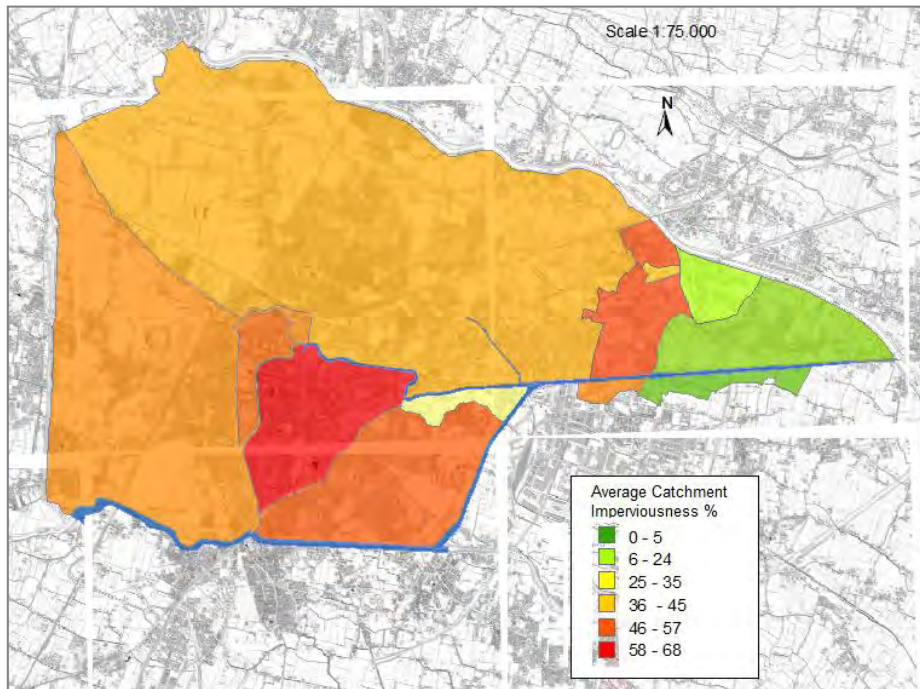 Scale 1:75.000
N
Average Catchment
Imperviousness %
0 - 5
6 - 24
25 - 35
36 - 45
46 - 57
58 - 68